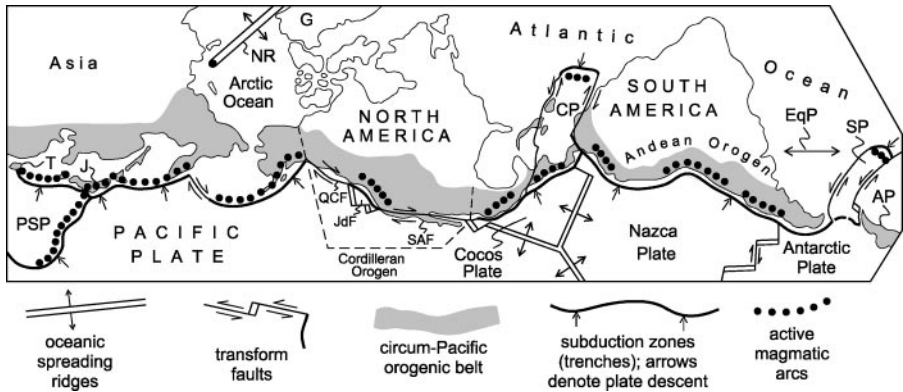 G
NR
Atlantic
Asia
Arctic
Ocean
NORTH
AMERICA
CP
SOUTH
AMERICA
Ocean
EqP
SP
T
J
Andean Orogen
AP
PSP
PACIFIC
PLATE
QCF
JdF
SAF
Cordilleran
Orogen
Cocos
Plate
Nazca
Plate
Antarctic
Plate
oceanic
spreading
ridges
transform
faults
circum-Pacific
orogenic belt
subduction zones
(trenches); arrows
denote plate descent
active
magmatic
arcs